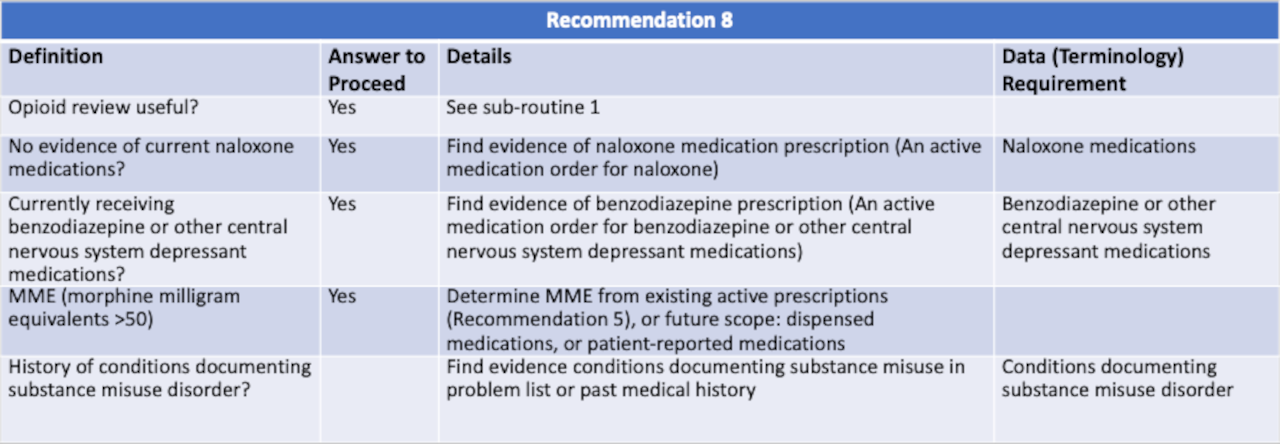 Recommendation 8
Definition
Answer to
Proceed
Details
Data (Terminology)
Requirement
Opioid review useful?
Yes
See sub-routine 1
No evidence of current naloxone
medications?
Yes
Find evidence of naloxone medication prescription (An active
medication order for naloxone)
Naloxone medications
Currently receiving
benzodiazepine or other central
nervous system depressant
medications?
Yes
Find evidence of benzodiazepine prescription (An active
medication order for benzodiazepine or other central
nervous system depressant medications)
Benzodiazepine or other
central nervous system
depressant medications
MME (morphine milligram
equivalents >50)
Yes
Determine MME from existing active prescriptions
(Recommendation 5), or future scope: dispensed
medications, or patient-reported medications
History of conditions documenting
substance misuse disorder?
Find evidence conditions documenting substance misuse in
problem list or past medical history
Conditions documenting
substance misuse disorder